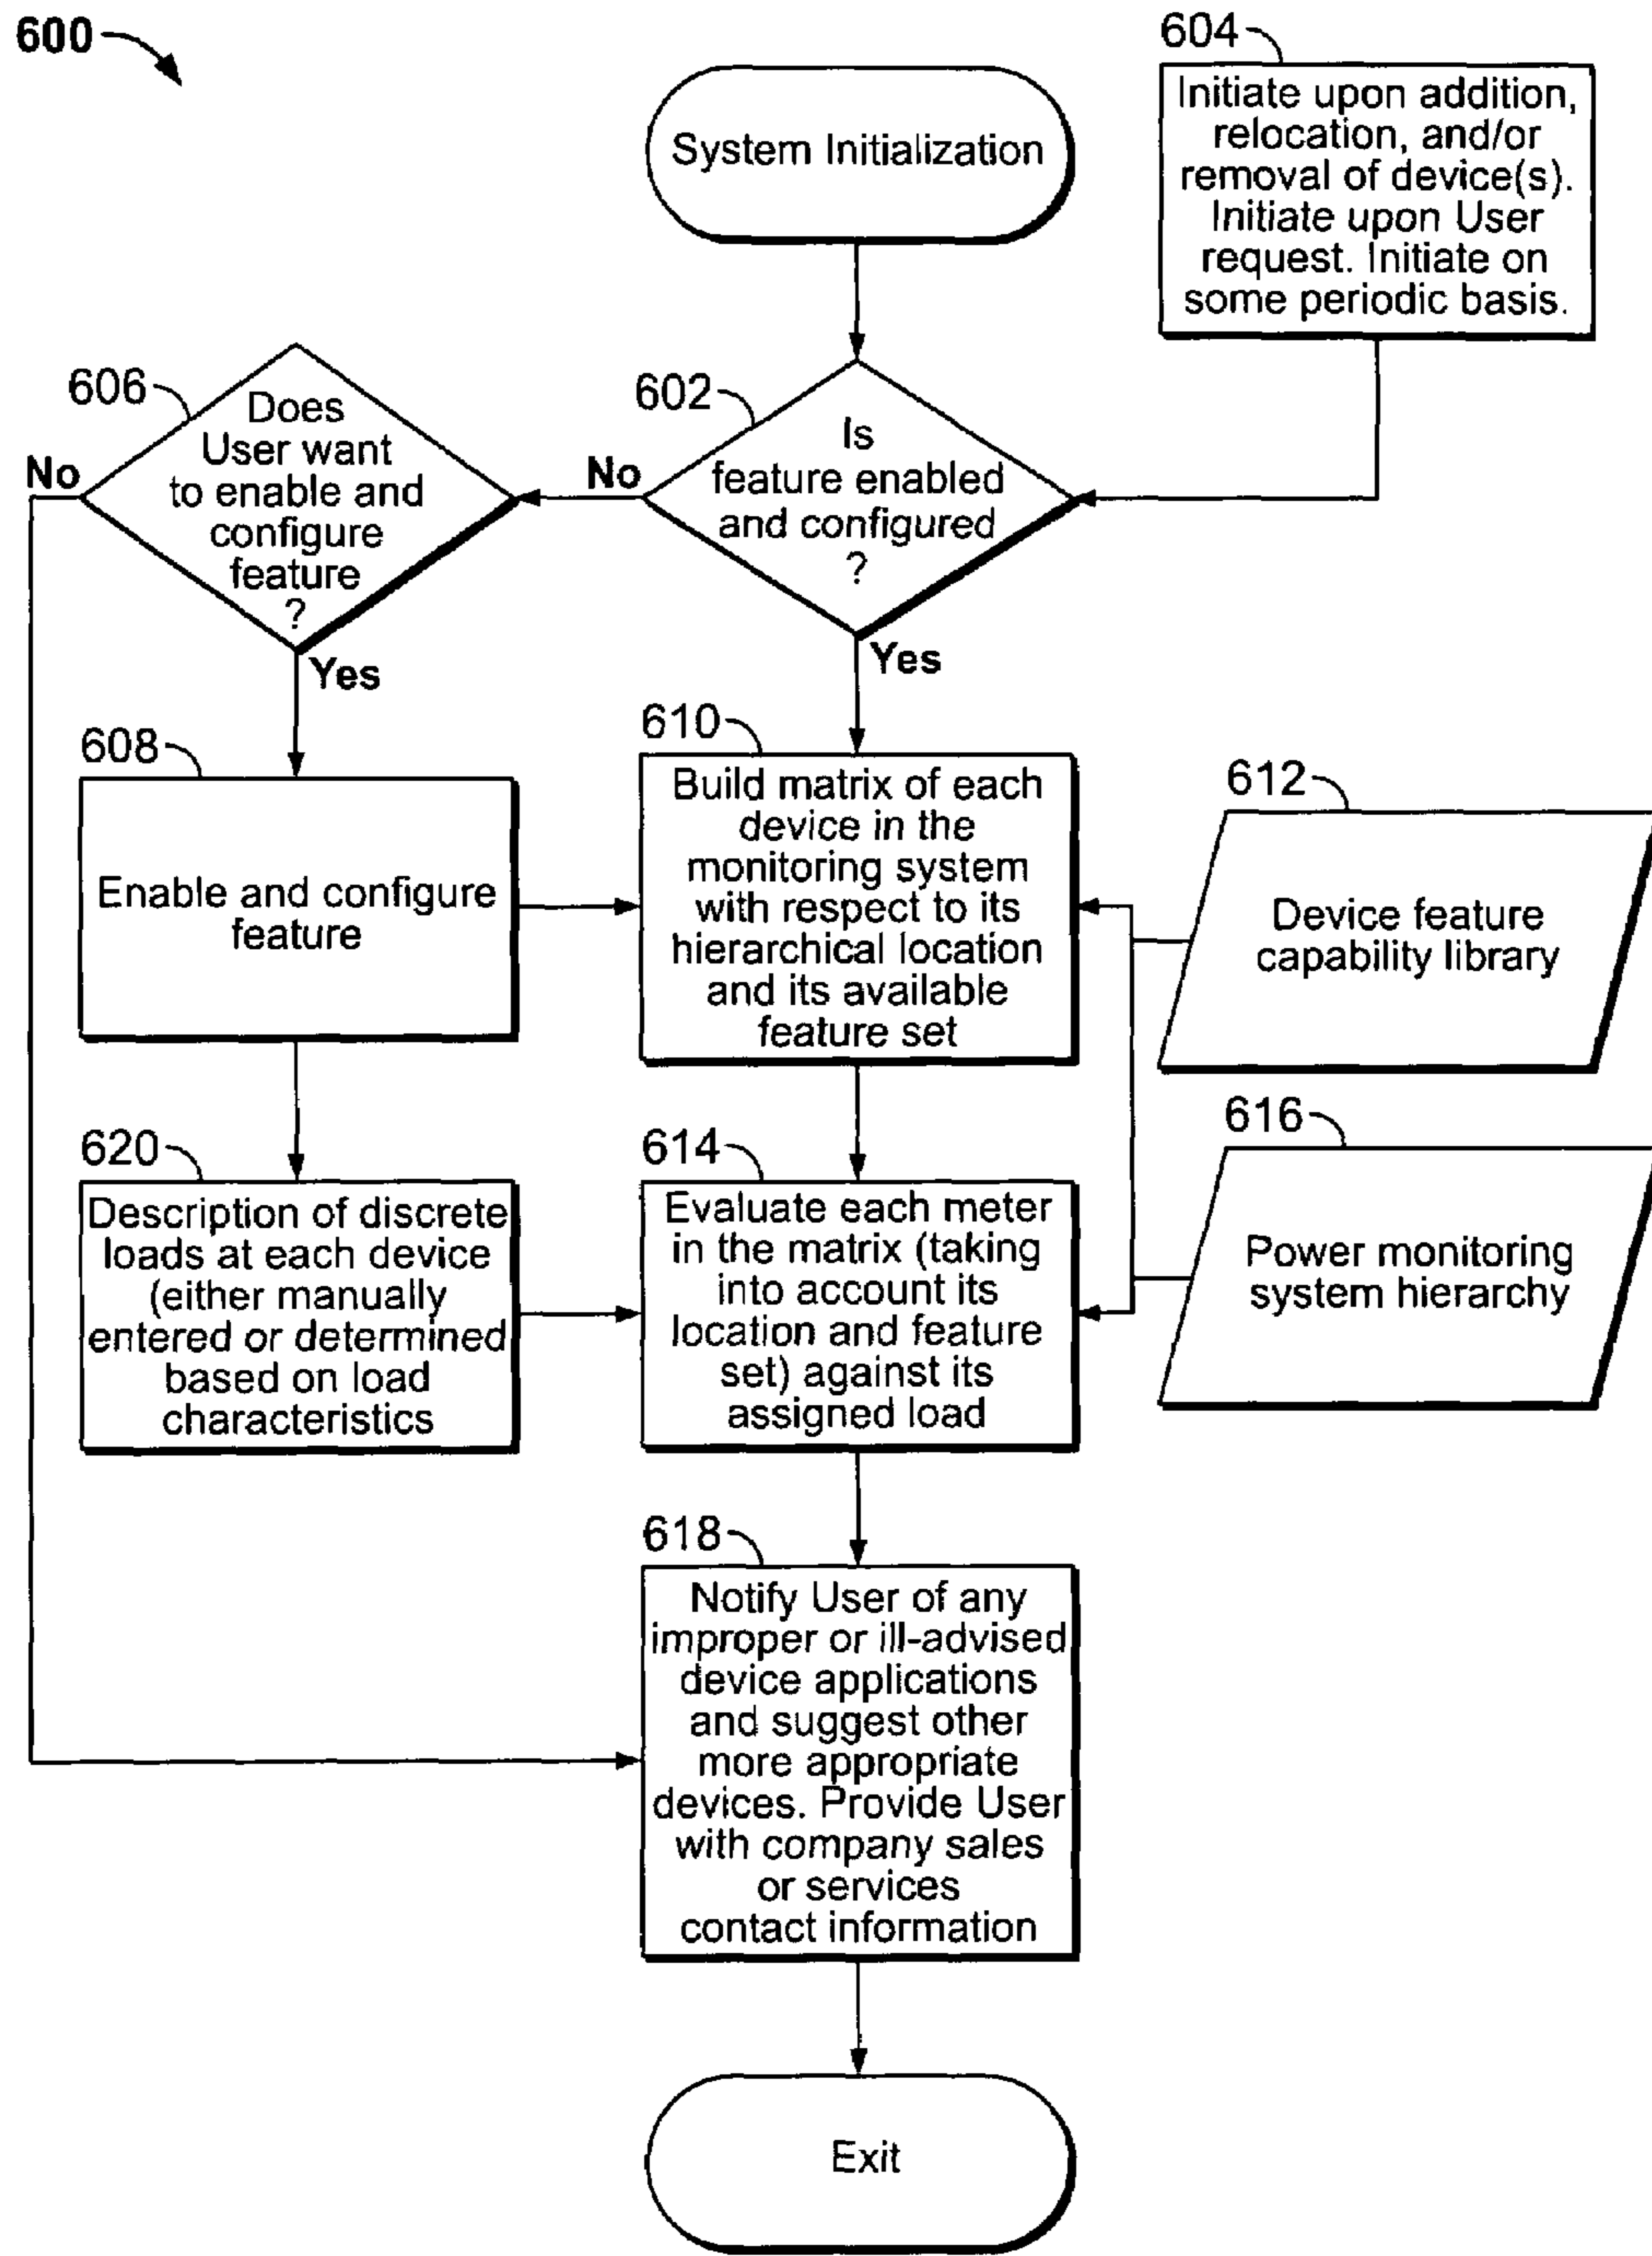 600
System Initialization
604
Initiate upon addition,
relocation, and/or
removal of device(s).
Initiate upon User
request. Initiate on
some periodic basis.
606
Does
User want
to enable and
configure
feature
?
No
Yes
602
Is
feature enabled
and configured
?
No
Yes
608
Enable and configure
feature
610
Build matrix of each
device in the
monitoring system
with respect to its
hierarchical location
and its available
feature set
612
Device feature
capability library
620
Description of discrete
loads at each device
(either manually
entered or determined
based on load
characteristics
614
Evaluate each meter
in the matrix (taking
into account its
location and feature
set) against its
assigned load
616
Power monitoring
system hierarchy
618
Notify User of any
improper or ill-advised
device applications
and suggest other
more appropriate
devices. Provide User
with company sales
or services
contact information
Exit